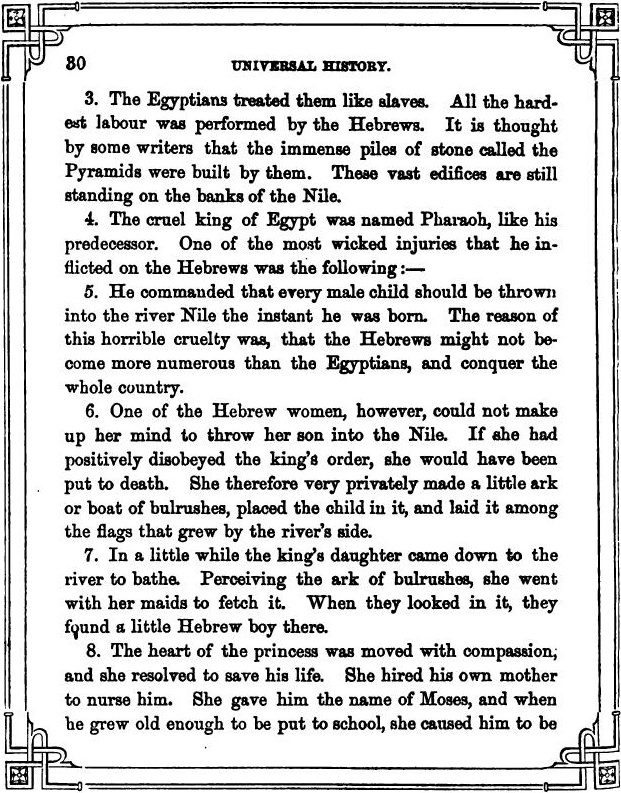 30 UNIVERSAL HISTORY.
3. The Egyptians treated them like slaves. All the hard-
est labour was performed by the Hebrews. It is thought
by some writers that the immense piles of stone called the
Pyramids were built by them. These vast edifices are still
standing on the banks of the Nile.
4. The cruel king of Egypt was named Pharaoh, like his
predecessor. One of the most wicked injuries that he in-
flicted on the Hebrews was the following:—
5. He commanded that every male child should be thrown
into the river Nile the instant he was born. The reason of
this horrible cruelty was, that the Hebrews might not be-
come more numerous than the Egyptians, and conquer the
whole country.
6. One of the Hebrew women, however, could not make
up her mind to throw her son into the Nile. If she had
positively disobeyed the king's order, she would have been
put to death. She therefore very privately made a little ark
or boat of bulrushes, placed the child in it, and laid it among
the flags that grew by the river's side.
7. In a little while the king's daughter came down to the
river to bathe. Perceiving the ark of bulrushes, she went
with her maids to fetch it. When they looked in it, they
found a little Hebrew boy there.
8. The heart of the princess was moved with compassion,
and she resolved to save his life. She hired his own mother
to nurse him. She gave him the name of Moses, and when
he grew old enough to be put to school, she caused him to be